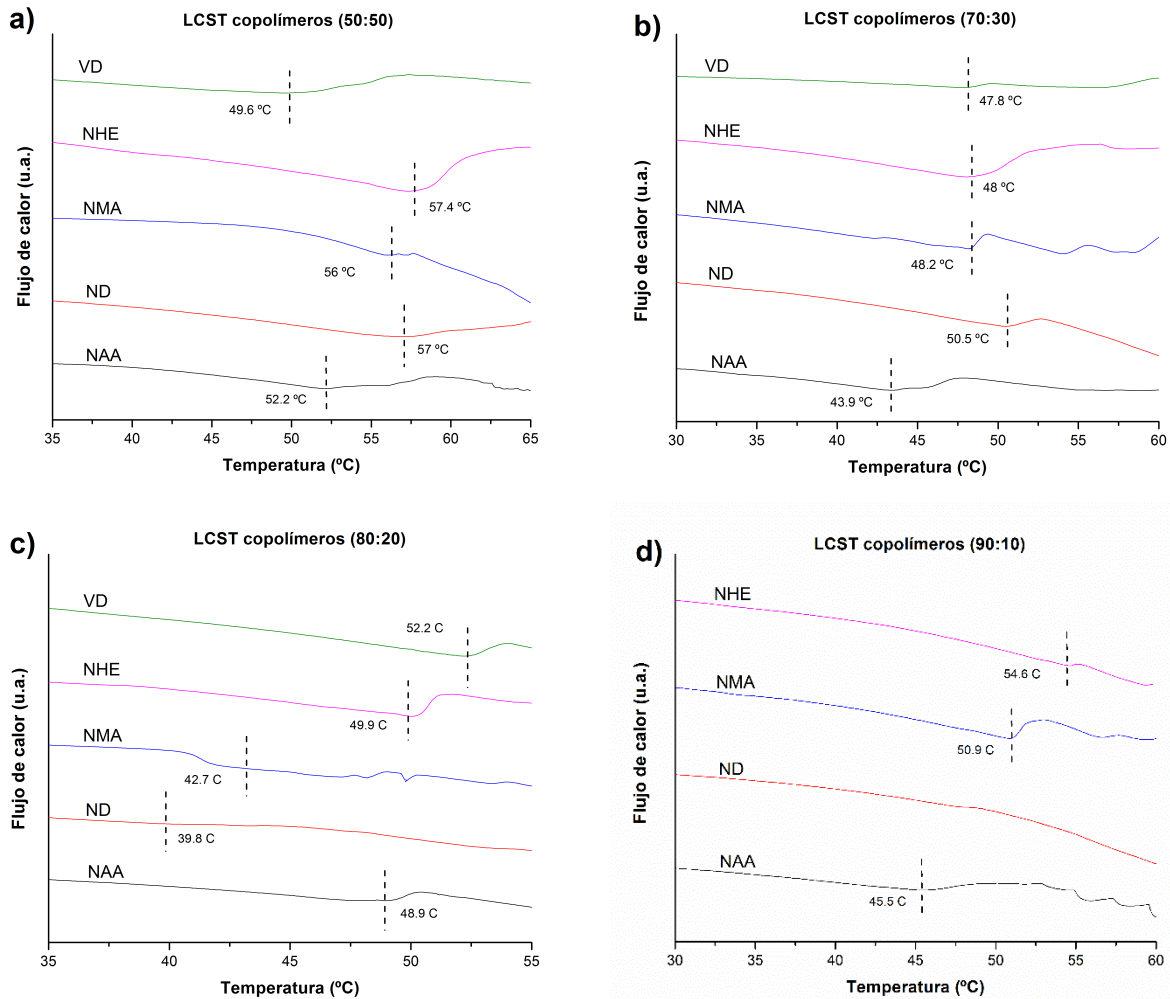 a)
LCST copolímeros (50:50)
VD
49.6 ºC
NHE
57.4 ºC
NMA
56 ºC
ND
57 ºC
NAA
52.2 ºC
Flujo de calor (u.a.)
35 40 45 50 55 60 65
Temperatura (ºC)
b)
LCST copolímeros (70:30)
VD
47.8 ºC
NHE
48 ºC
NMA
48.2 ºC
ND
50.5 ºC
NAA
43.9 ºC
Flujo de calor (u.a.)
30 35 40 45 50 55 60
Temperatura (ºC)
c)
LCST copolímeros (80:20)
VD
52.2 C
NHE
49.9 C
NMA
42.7 C
ND
39.8 C
NAA
48.9 C
Flujo de calor (u.a.)
35 40 45 50 55
Temperatura (ºC)
d)
LCST copolímeros (90:10)
NHE
54.6 C
NMA
50.9 C
ND
NAA
45.5 C
Flujo de calor (u.a.)
30 35 40 45 50 55 60
Temperatura (ºC)